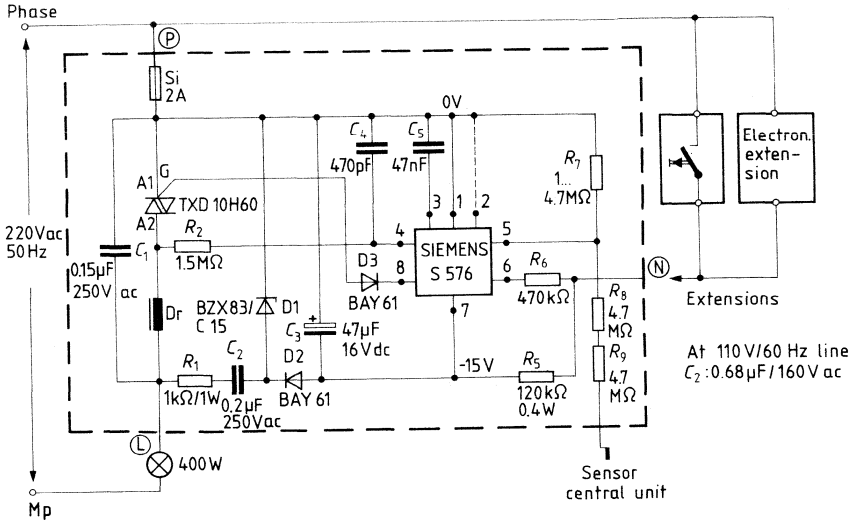 Phase
P
Si
2A
0V
C4
470pF
C5
47nF
R7
1...
4.7MΩ
Electron.
exten-
sion
G
A1
A2
TXD 10H60
3
1
2
220Vac
50Hz
C1
0.15µF
250V ac
R2
1.5MΩ
4
5
SIEMENS
S 576
D3
8
6
BAY 61
R6
470kΩ
N
Extensions
7
Dr
BZX83/
C 15
D1
C3
+
47µF
16Vdc
R8
4.7
MΩ
R1
1kΩ/1W
C2
0.2µF
250Vac
D2
BAY 61
-15V
R5
120kΩ
0.4W
R9
4.7
MΩ
At 110V/60 Hz line
C2:0.68µF/160V ac
L
400W
Sensor
central unit
Mp